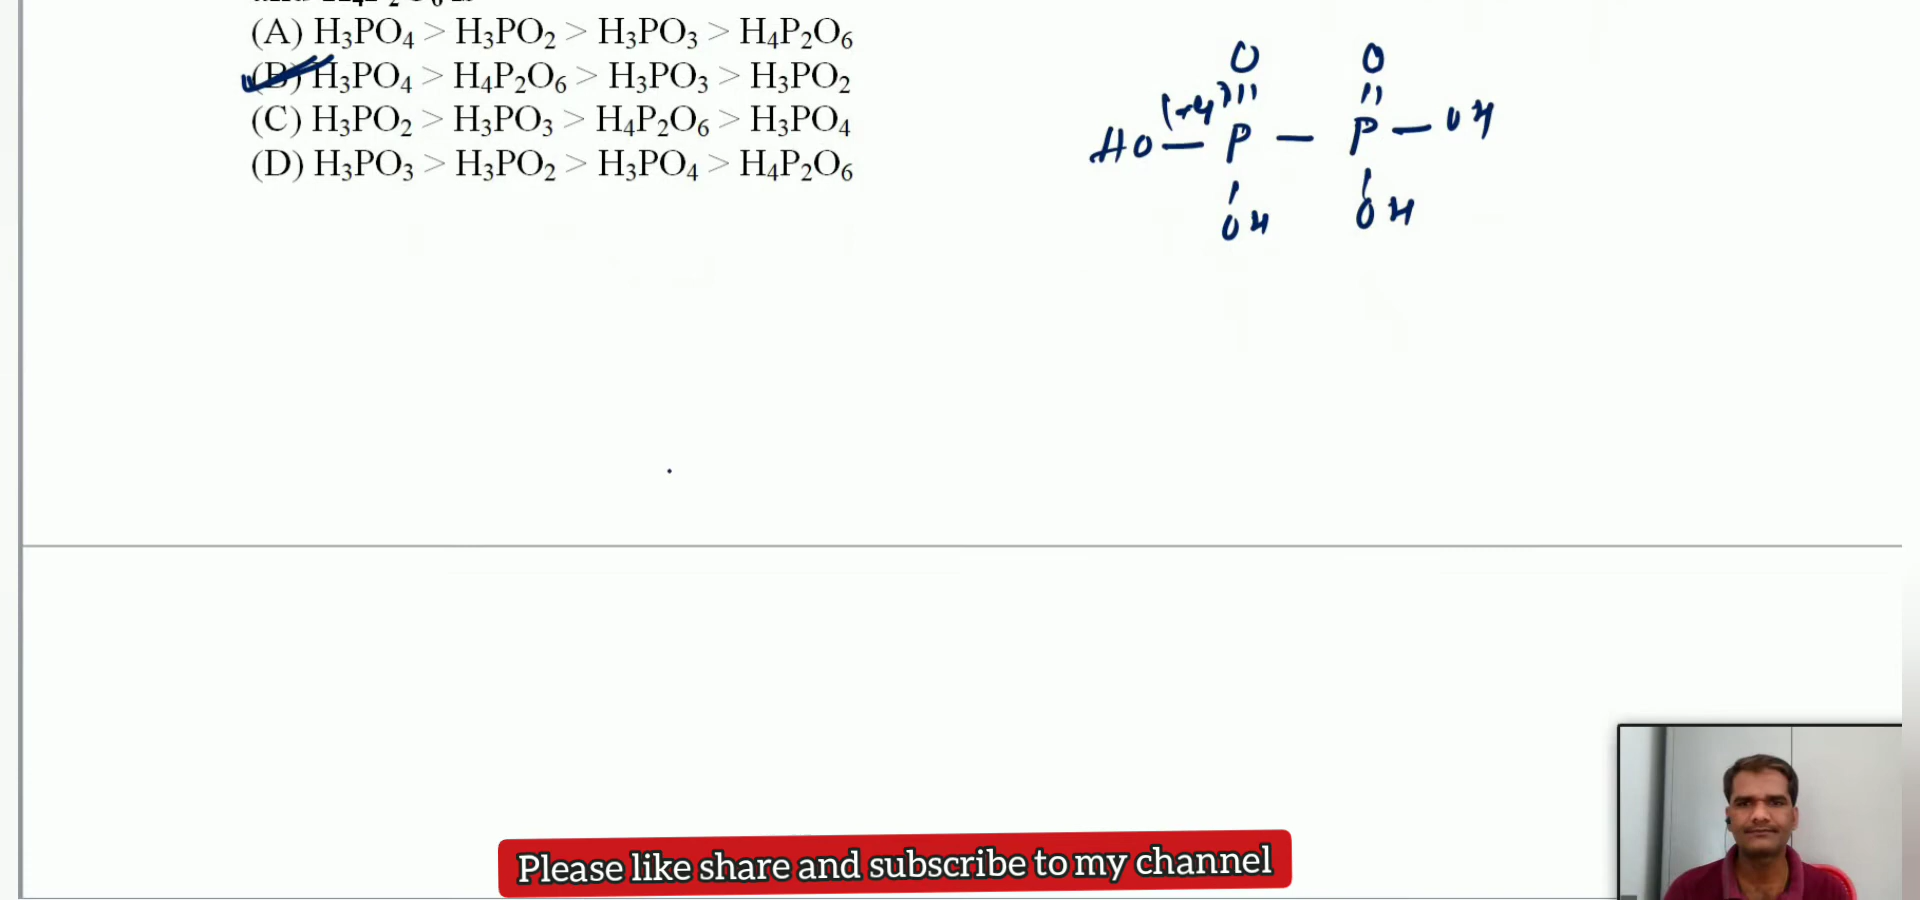 (A) H₃PO₄ > H₃PO₂ > H₃PO₃ > H₄P₂O₆
(B) H₃PO₄ > H₄P₂O₆ > H₃PO₃ > H₃PO₂
(C) H₃PO₂ > H₃PO₃ > H₄P₂O₆ > H₃PO₄
(D) H₃PO₃ > H₃PO₂ > H₃PO₄ > H₄P₂O₆
O O
(+4)
HO – P – P – OH
OH OH
Please like share and subscribe to my channel